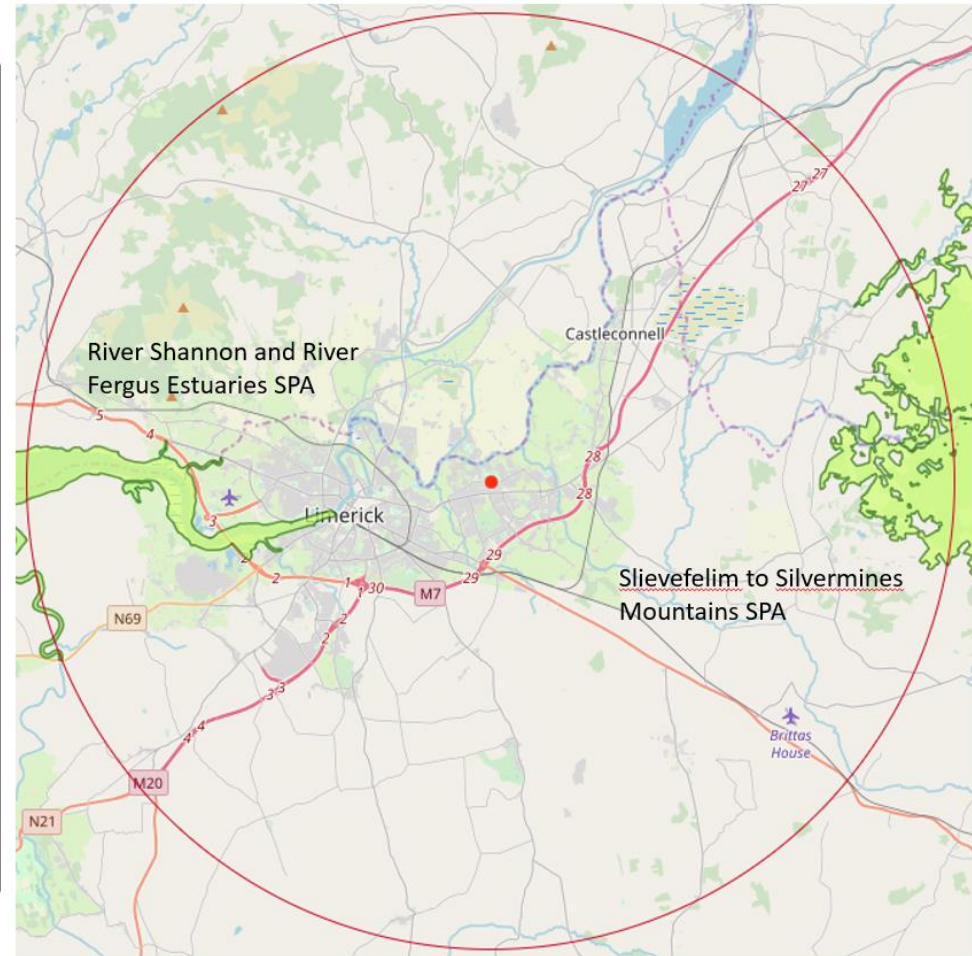 27
27
Castleconnell
River Shannon and River
Fergus Estuaries SPA
5
4
28
28
3
Limerick
2
2
29
29
1
1
30
M7
Slievefelim to Silvermines
Mountains SPA
N69
2
2
3
3
4
4
Brittas
House
M20
N21